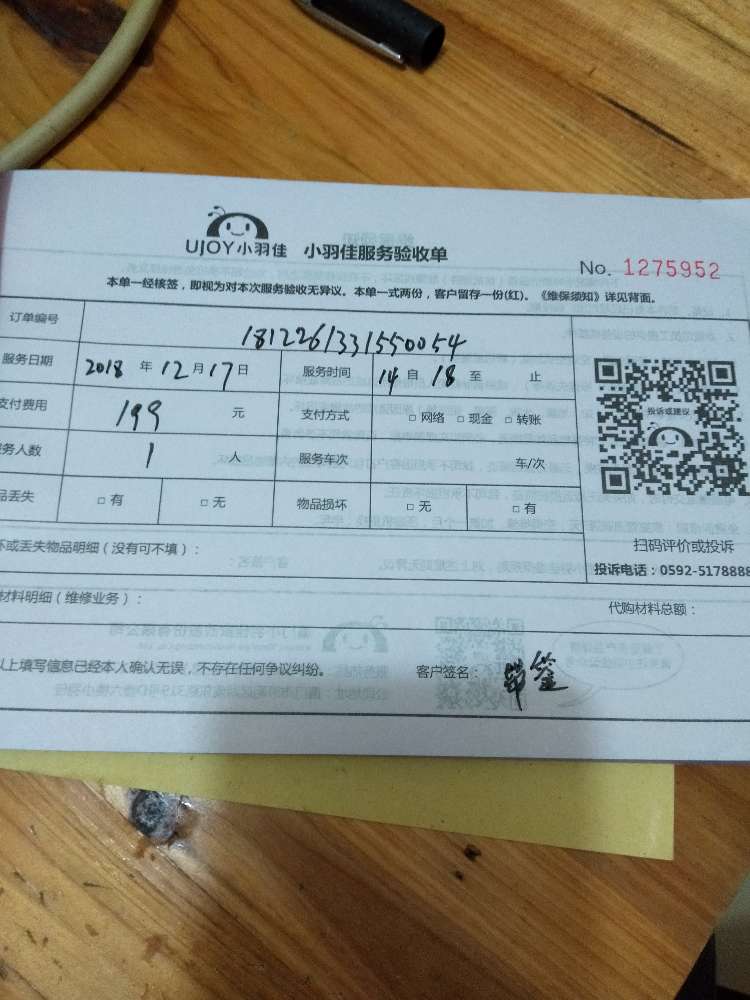 UJOY小羽佳 小羽佳服务验收单
No. 1275952
本单一经核签，即视为对本次服务验收无异议。本单一式两份，客户留存一份(红)。《维保须知》详见背面。
订单编号 1812261331550054
服务日期 2018 年 12 月 17 日 服务时间 14 自 18 至 止
支付费用 199 元 支付方式 □ 网络 □ 现金 □ 转账
务人数 1 人 服务车次 车/次
品丢失 □ 有 □ 无 物品损坏 □ 无 □ 有
投诉或建议
扫码评价或投诉
投诉电话：0592-5178888
坏或丢失物品明细（没有可不填）：
材料明细（维修业务）： 代购材料总额：
以上填写信息已经本人确认无误，不存在任何争议纠纷。 客户签名：